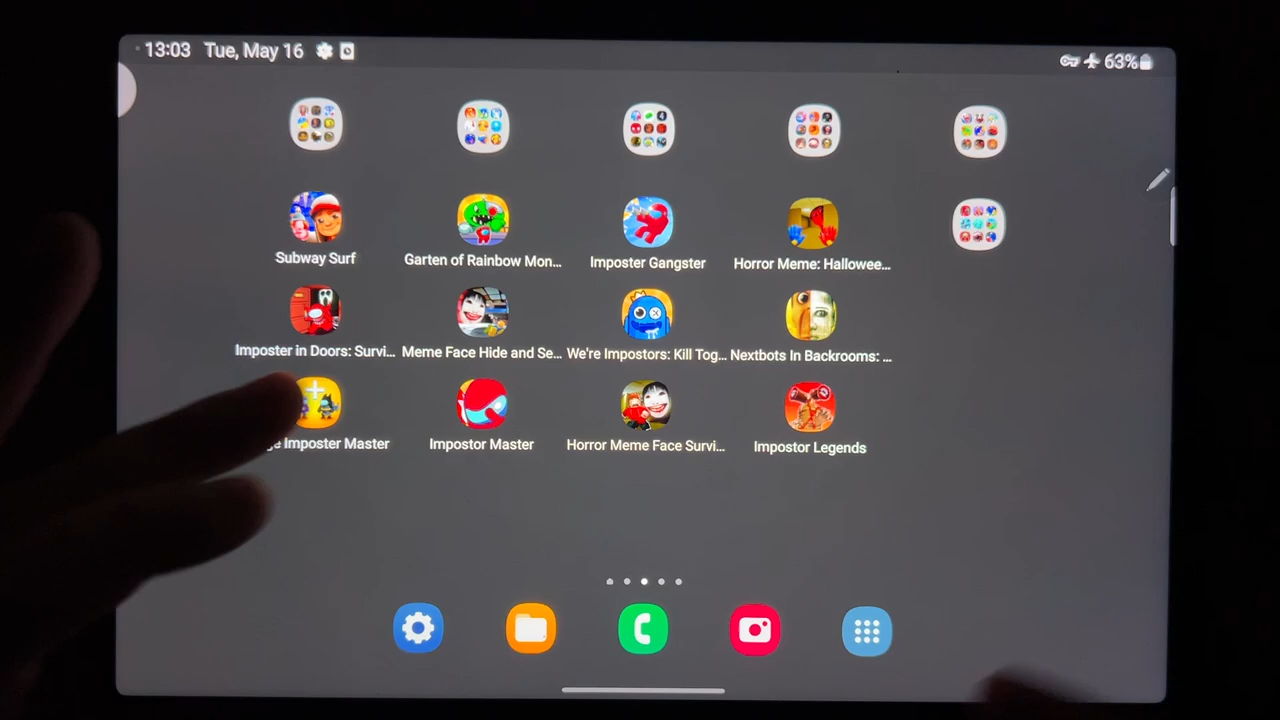 13:03 Tue, May 16 63%
Subway Surf
Garten of Rainbow Mon...
Imposter Gangster
Horror Meme: Hallowee...
Imposter in Doors: Survi...
Meme Face Hide and Se...
We're Impostors: Kill Tog...
Nextbots In Backrooms: ...
Imposter Master
Impostor Master
Horror Meme Face Survi...
Impostor Legends